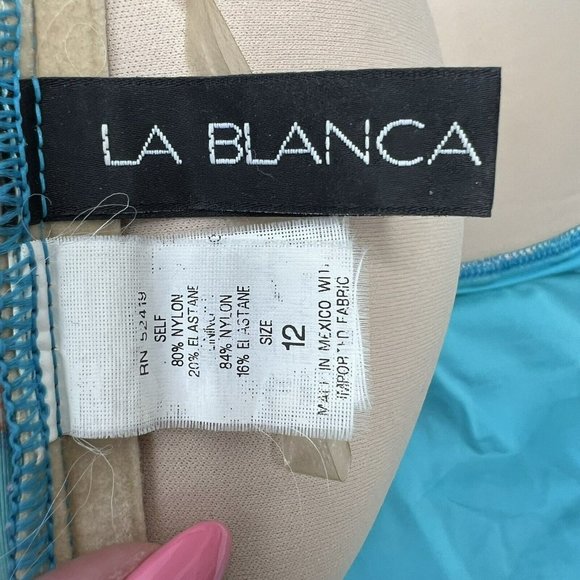 LA BLANCA
RN 52419
SELF
80% NYLON
20% ELASTANE
84% NYLON
16% ELASTANE
SIZE
12
MADE IN MEXICO WITH
IMPORTED FABRIC